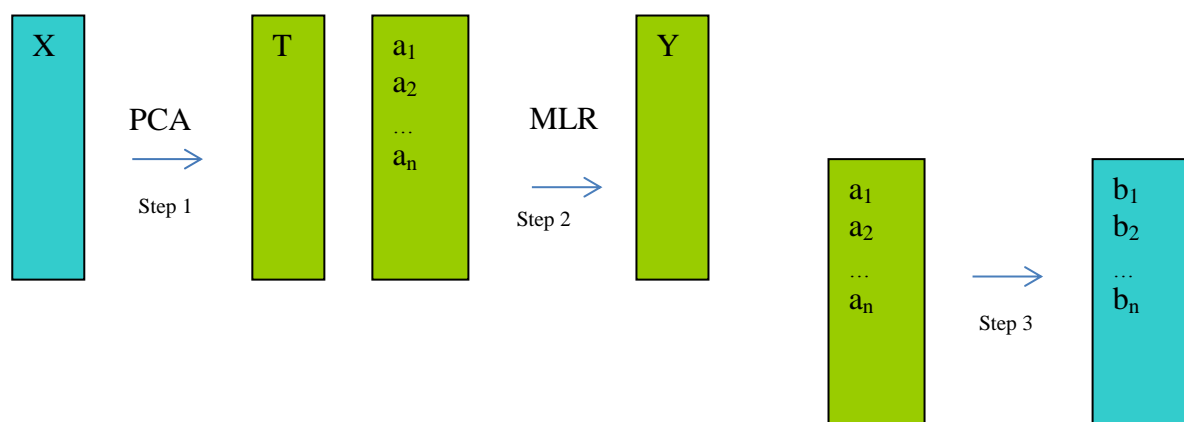 X
PCA
Step 1
T
a₁
a₂
...
aₙ
MLR
Step 2
Y
a₁
a₂
...
aₙ
Step 3
b₁
b₂
...
bₙ